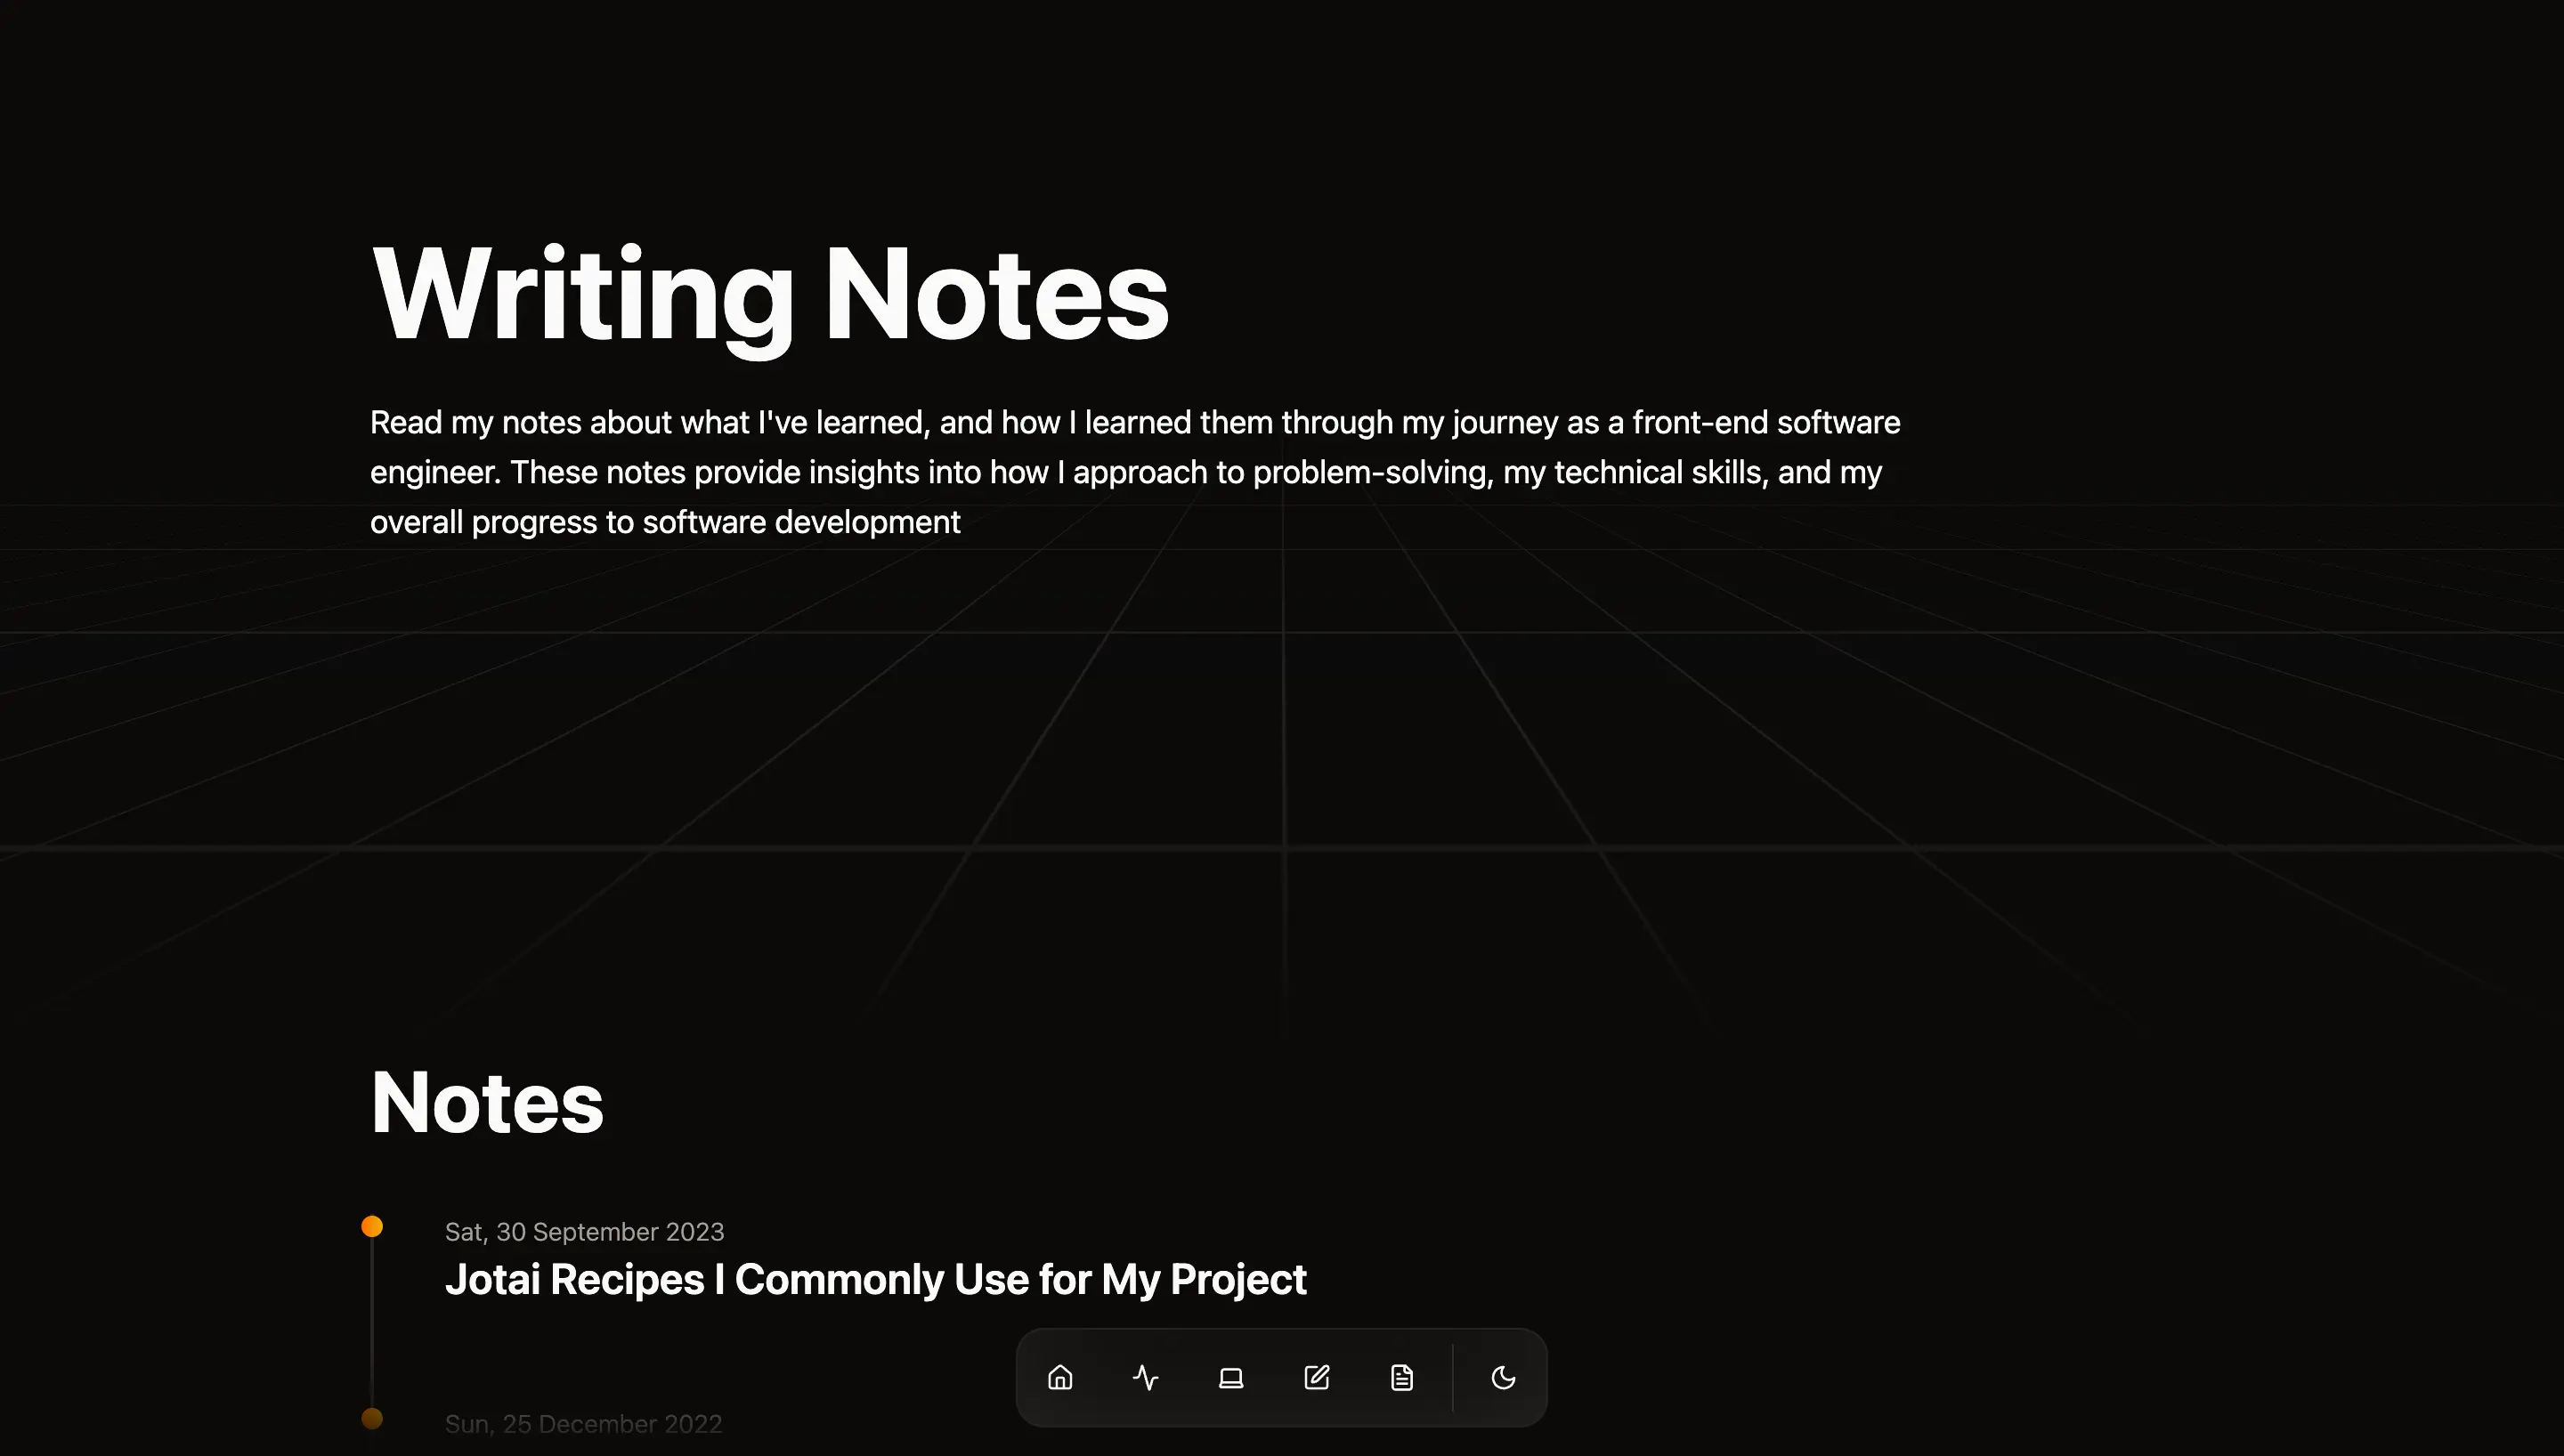 Writing Notes
Read my notes about what I've learned, and how I learned them through my journey as a front-end software
engineer. These notes provide insights into how I approach to problem-solving, my technical skills, and my
overall progress to software development
Notes
Sat, 30 September 2023
Jotai Recipes I Commonly Use for My Project
Sun, 25 December 2022